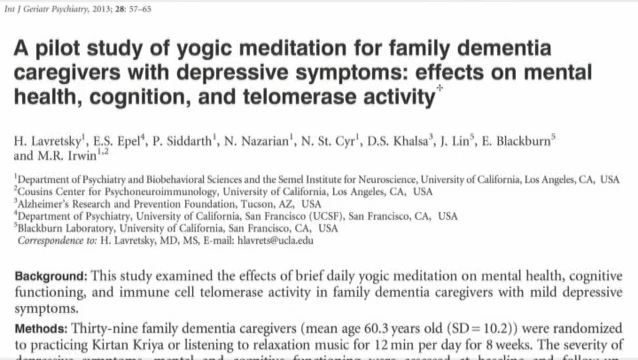 Int J Geriatr Psychiatry, 2013; 28: 57–65
A pilot study of yogic meditation for family dementia
caregivers with depressive symptoms: effects on mental
health, cognition, and telomerase activity†
H. Lavretsky¹, E.S. Epel⁴, P. Siddarth¹, N. Nazarian¹, N. St. Cyr¹, D.S. Khalsa³, J. Lin⁵, E. Blackburn⁵
and M.R. Irwin¹,²
¹Department of Psychiatry and Biobehavioral Sciences and the Semel Institute for Neuroscience, University of California, Los Angeles, CA, USA
²Cousins Center for Psychoneuroimmunology, University of California, Los Angeles, CA, USA
³Alzheimer's Research and Prevention Foundation, Tucson, AZ, USA
⁴Department of Psychiatry, University of California, San Francisco (UCSF), San Francisco, CA, USA
⁵Blackburn Laboratory, University of California, San Francisco, CA, USA
Correspondence to: H. Lavretsky, MD, MS, E-mail: hlavrets@ucla.edu
Background: This study examined the effects of brief daily yogic meditation on mental health, cognitive
functioning, and immune cell telomerase activity in family dementia caregivers with mild depressive
symptoms.
Methods: Thirty-nine family dementia caregivers (mean age 60.3 years old (SD = 10.2)) were randomized
to practicing Kirtan Kriya or listening to relaxation music for 12 min per day for 8 weeks. The severity of